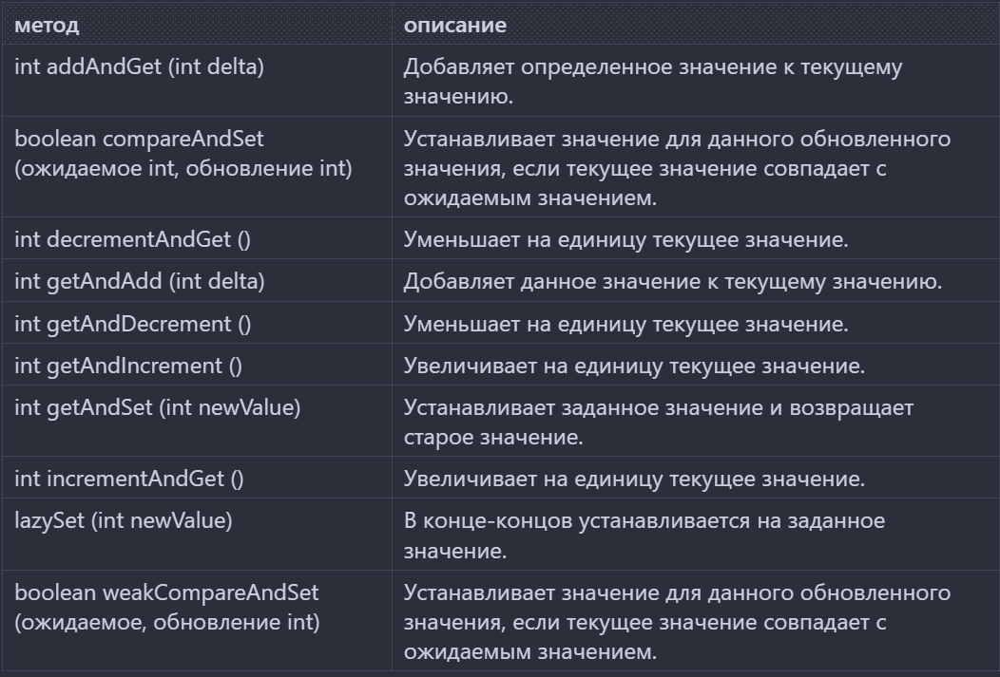 метод
описание
int addAndGet (int delta)
Добавляет определенное значение к текущему
значению.
boolean compareAndSet
(ожидаемое int, обновление int)
Устанавливает значение для данного обновленного
значения, если текущее значение совпадает с
ожидаемым значением.
int decrementAndGet ()
Уменьшает на единицу текущее значение.
int getAndAdd (int delta)
Добавляет данное значение к текущему значению.
int getAndDecrement ()
Уменьшает на единицу текущее значение.
int getAndIncrement ()
Увеличивает на единицу текущее значение.
int getAndSet (int newValue)
Устанавливает заданное значение и возвращает
старое значение.
int incrementAndGet ()
Увеличивает на единицу текущее значение.
lazySet (int newValue)
В конце-концов устанавливается на заданное
значение.
boolean weakCompareAndSet
(ожидаемое, обновление int)
Устанавливает значение для данного обновленного
значения, если текущее значение совпадает с
ожидаемым значением.